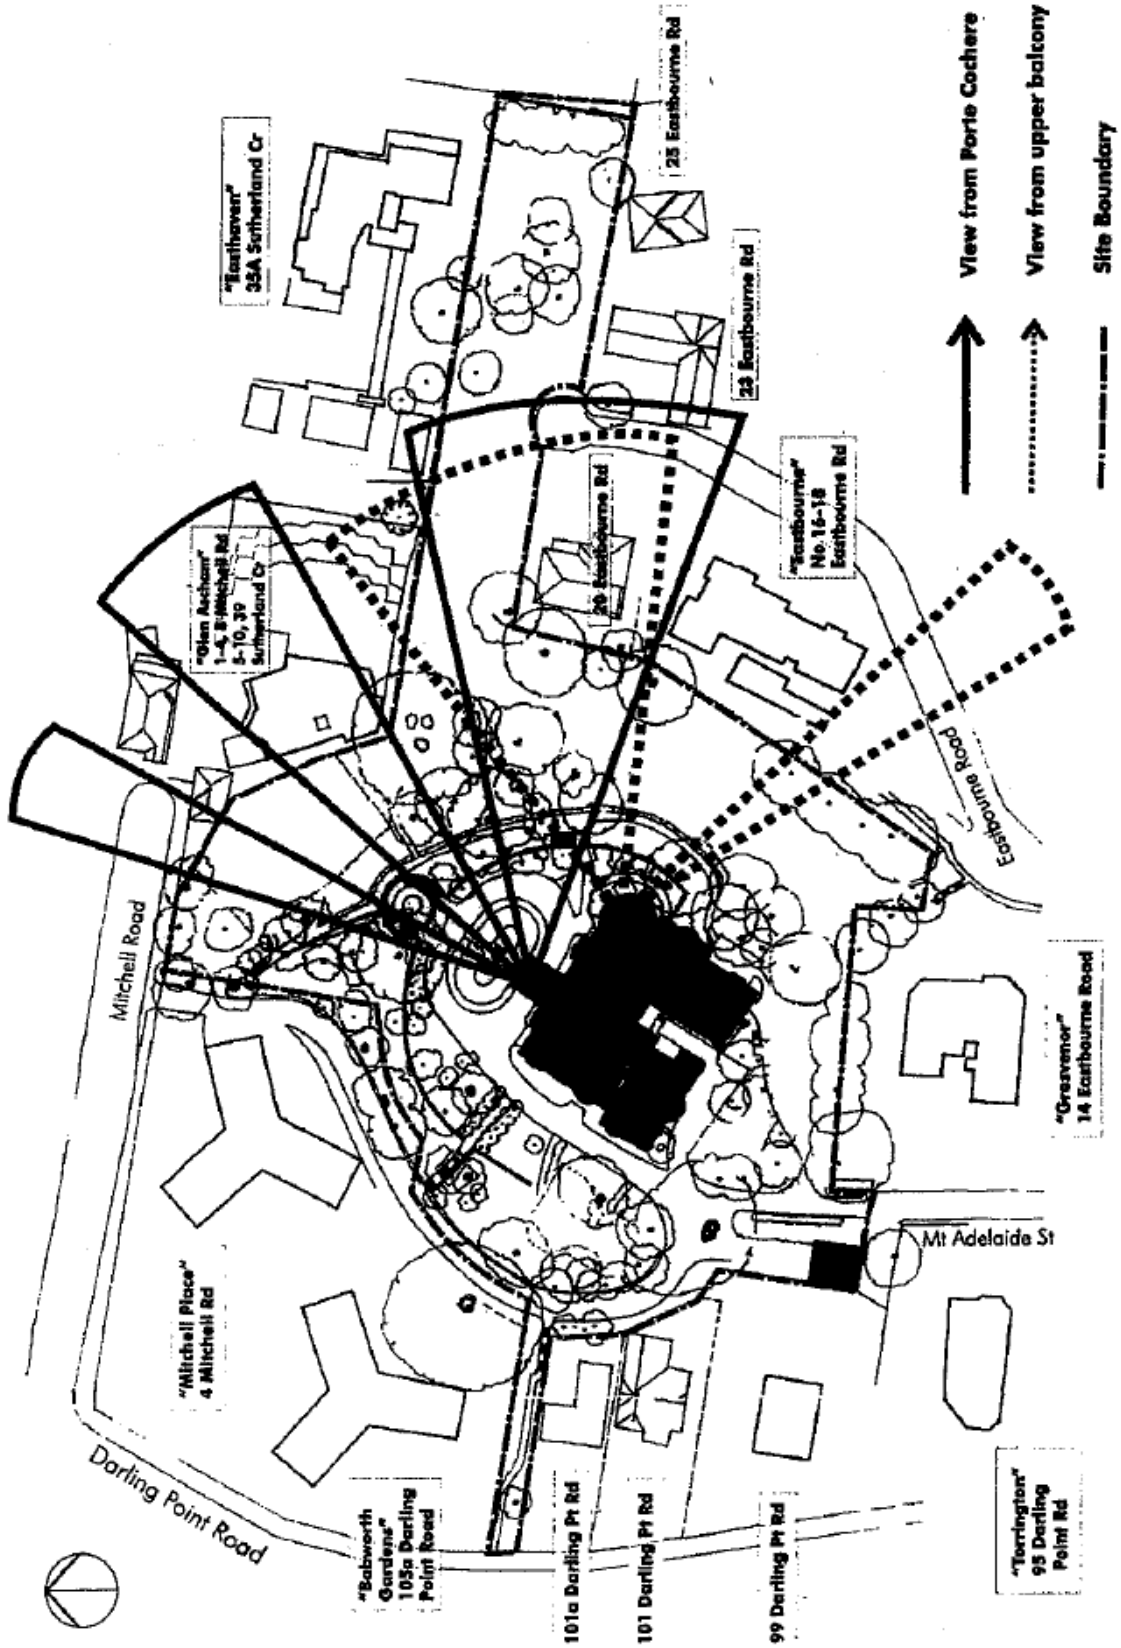 "Easthaven"
35A Sutherland Cr
25 Eastbourne Rd
23 Eastbourne Rd
"Glen Ascham"
1-4, 8 Mitchell Rd
5-10, 39
Sutherland Cr
20 Eastbourne Rd
"Eastbourne"
No 16-18
Eastbourne Rd
Mitchell Road
Eastbourne Road
"Grosvenor"
14 Eastbourne Road
"Mitchell Place"
4 Mitchell Rd
Mt Adelaide St
Darling Point Road
"Babworth
Gardens"
105a Darling
Point Road
101a Darling Pt Rd
101 Darling Pt Rd
99 Darling Pt Rd
"Torrington"
95 Darling
Point Rd
View from Porte Cochere
View from upper balcony
Site Boundary